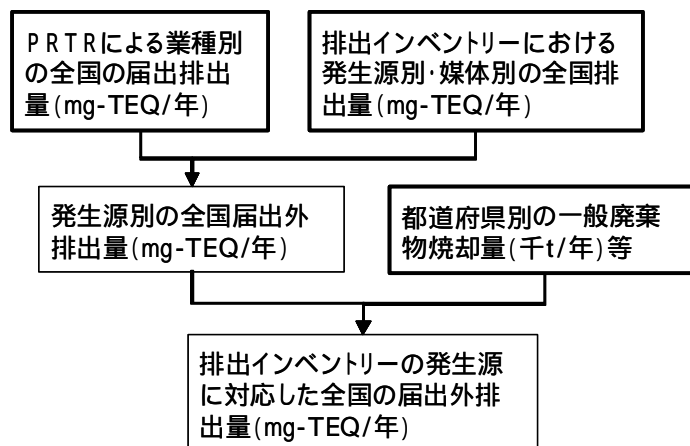 PRTRによる業種別
の全国の届出排出
量(mg-TEQ/年)
排出インベントリーにおける
発生源別･媒体別の全国排
出量(mg-TEQ/年)
発生源別の全国届出外
排出量(mg-TEQ/年)
都道府県別の一般廃棄
物焼却量(千t/年)等
排出インベントリーの発生源
に対応した全国の届出外排
出量(mg-TEQ/年)